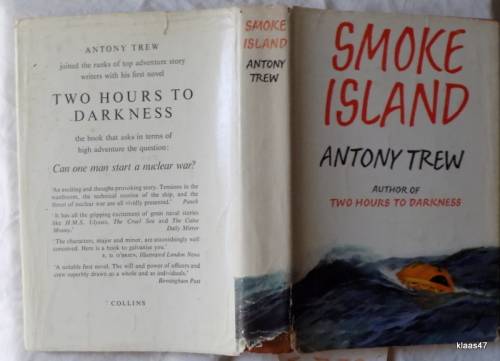 ANTONY TREW
joined the ranks of top adventure story
writers with his first novel
TWO HOURS TO
DARKNESS
the book that asks in terms of
high adventure the question:
Can one man start a nuclear war?
'An exciting and thought-provoking story. Tensions in the
wardroom, the technical routine of the ship, and the
threat of nuclear war are all vividly presented.' Punch
'It has all the gripping excitement of great naval stories
like H.M.S. Ulysses, The Cruel Sea and The Caine
Mutiny.' Daily Mirror
'The characters, major and minor, are astonishingly well
conceived. Here is a book to galvanise you.'
E. D. O'BRIEN, Illustrated London News
'A notable first novel. The will and power of officers and
crew superbly drawn as a whole and as individuals.'
Birmingham Post
COLLINS
SMOKE
ISLAND
ANTONY
TREW
SMOKE
ISLAND
ANTONY TREW
AUTHOR OF
TWO HOURS TO DARKNESS
klaas47